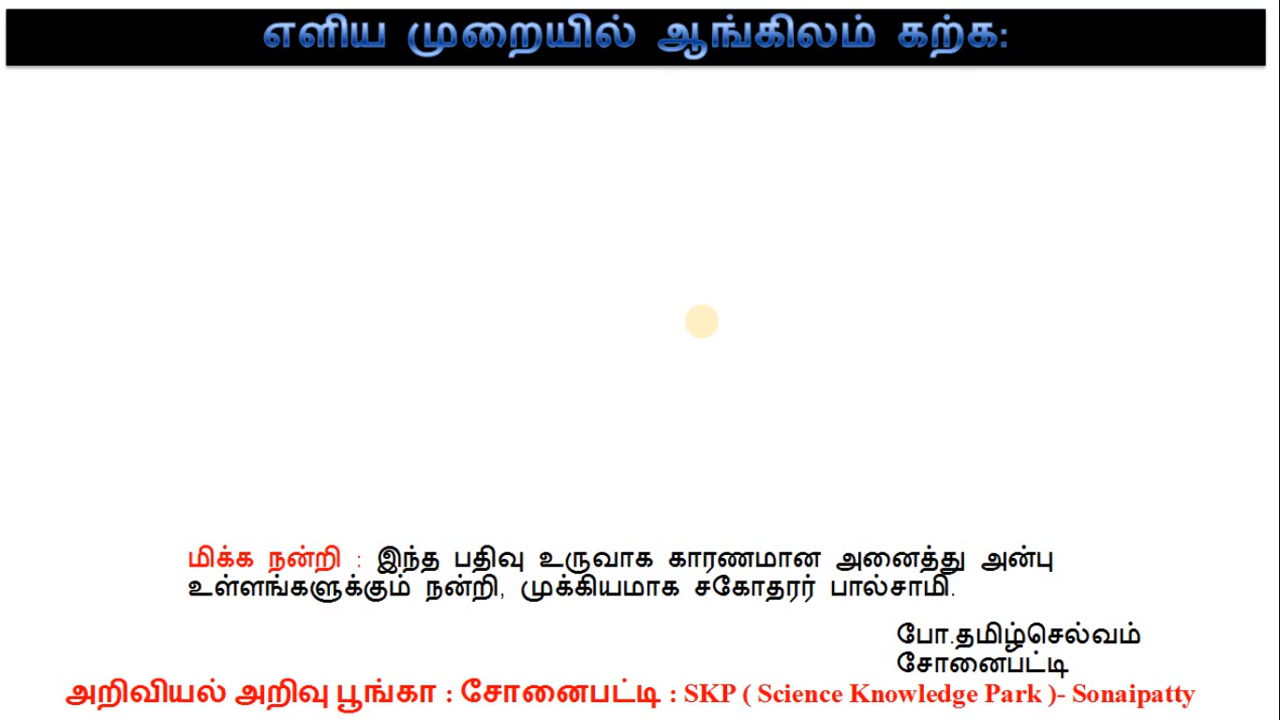 எளிய முறையில் ஆங்கிலம் கற்க:
மிக்க நன்றி : இந்த பதிவு உருவாக காரணமான அனைத்து அன்பு
உள்ளங்களுக்கும் நன்றி, முக்கியமாக சகோதரர் பால்சாமி.
போ.தமிழ்செல்வம்
சோனைபட்டி
அறிவியல் அறிவு பூங்கா : சோனைபட்டி : SKP ( Science Knowledge Park )- Sonaipatty